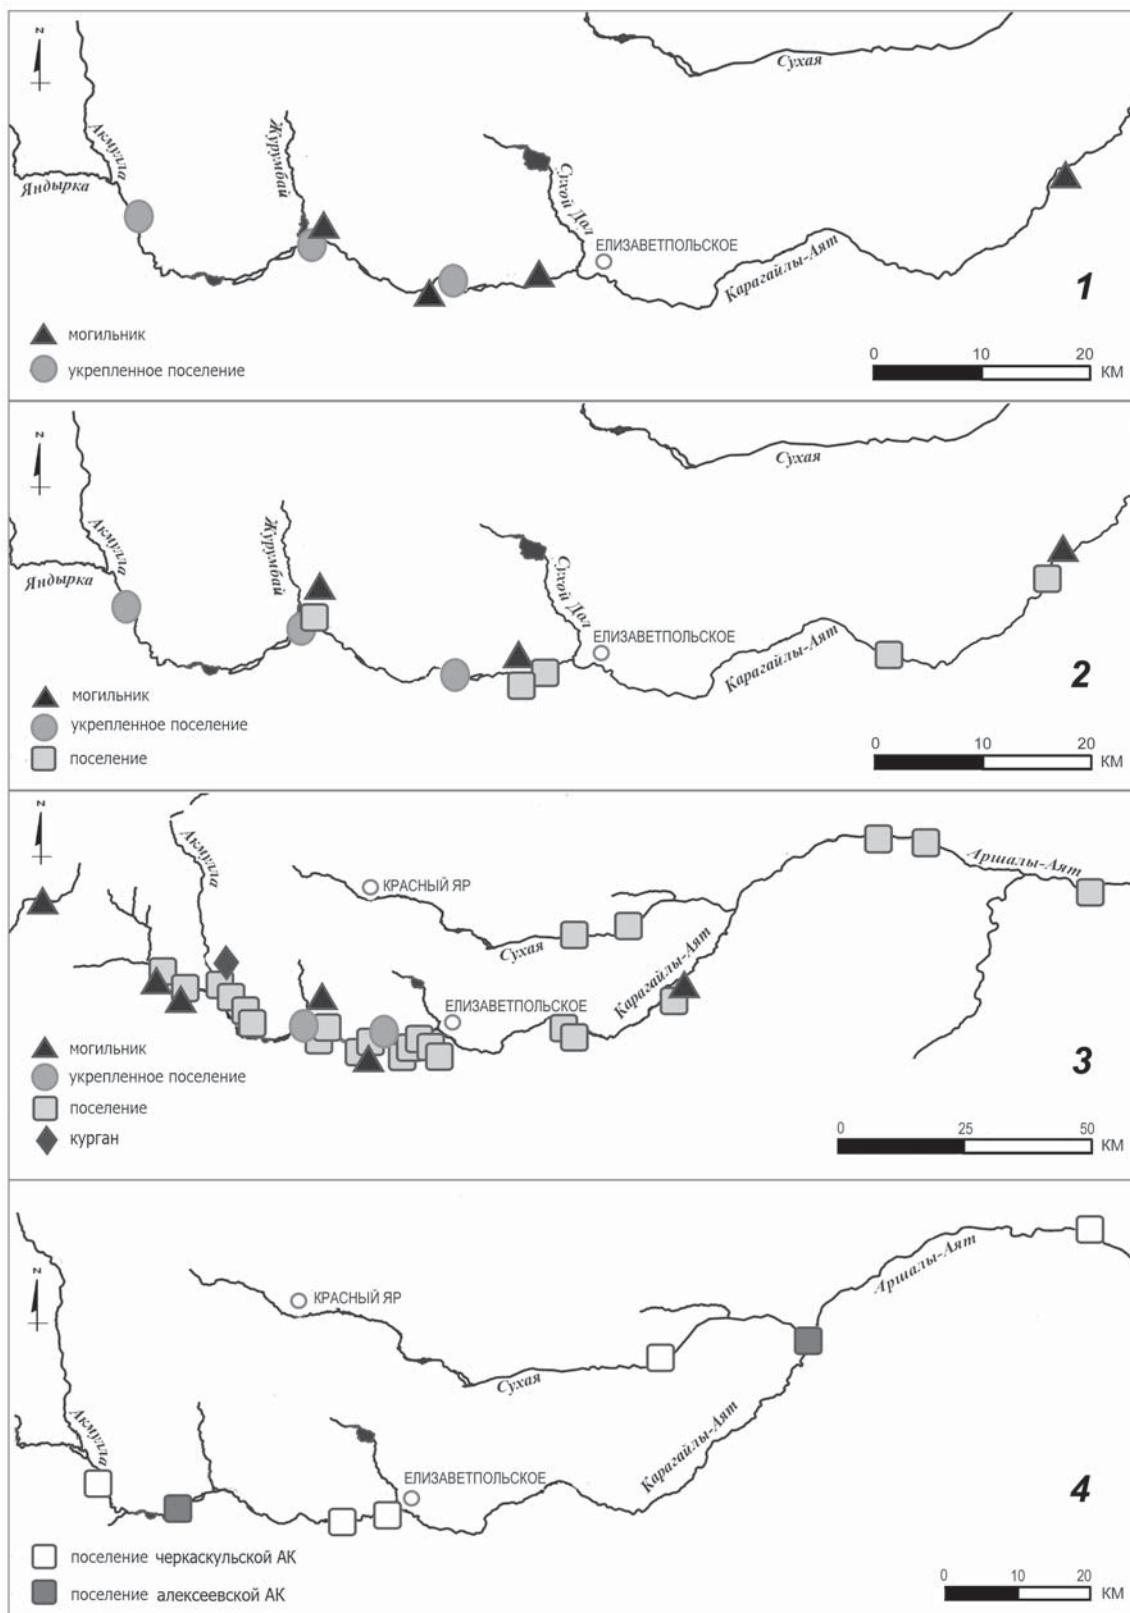 N
Сухая
Акмулла
Журумбай
Яндырка
Сухой Дол
ЕЛИЗАВЕТПОЛЬСКОЕ
Карагайлы-Аят
1
могильник
укрепленное поселение
0 10 20
КМ
N
Сухая
Акмулла
Журумбай
Яндырка
Сухой Дол
ЕЛИЗАВЕТПОЛЬСКОЕ
Карагайлы-Аят
2
могильник
укрепленное поселение
поселение
0 10 20
КМ
N
Акмулла
Аршалы-Аят
КРАСНЫЙ ЯР
Сухая
Карагайлы-Аят
ЕЛИЗАВЕТПОЛЬСКОЕ
3
могильник
укрепленное поселение
поселение
курган
0 25 50
КМ
N
Аршалы-Аят
КРАСНЫЙ ЯР
Сухая
Акмулла
Карагайлы-Аят
ЕЛИЗАВЕТПОЛЬСКОЕ
4
поселение черкаскульской АК
поселение алексеевской АК
0 10 20
КМ